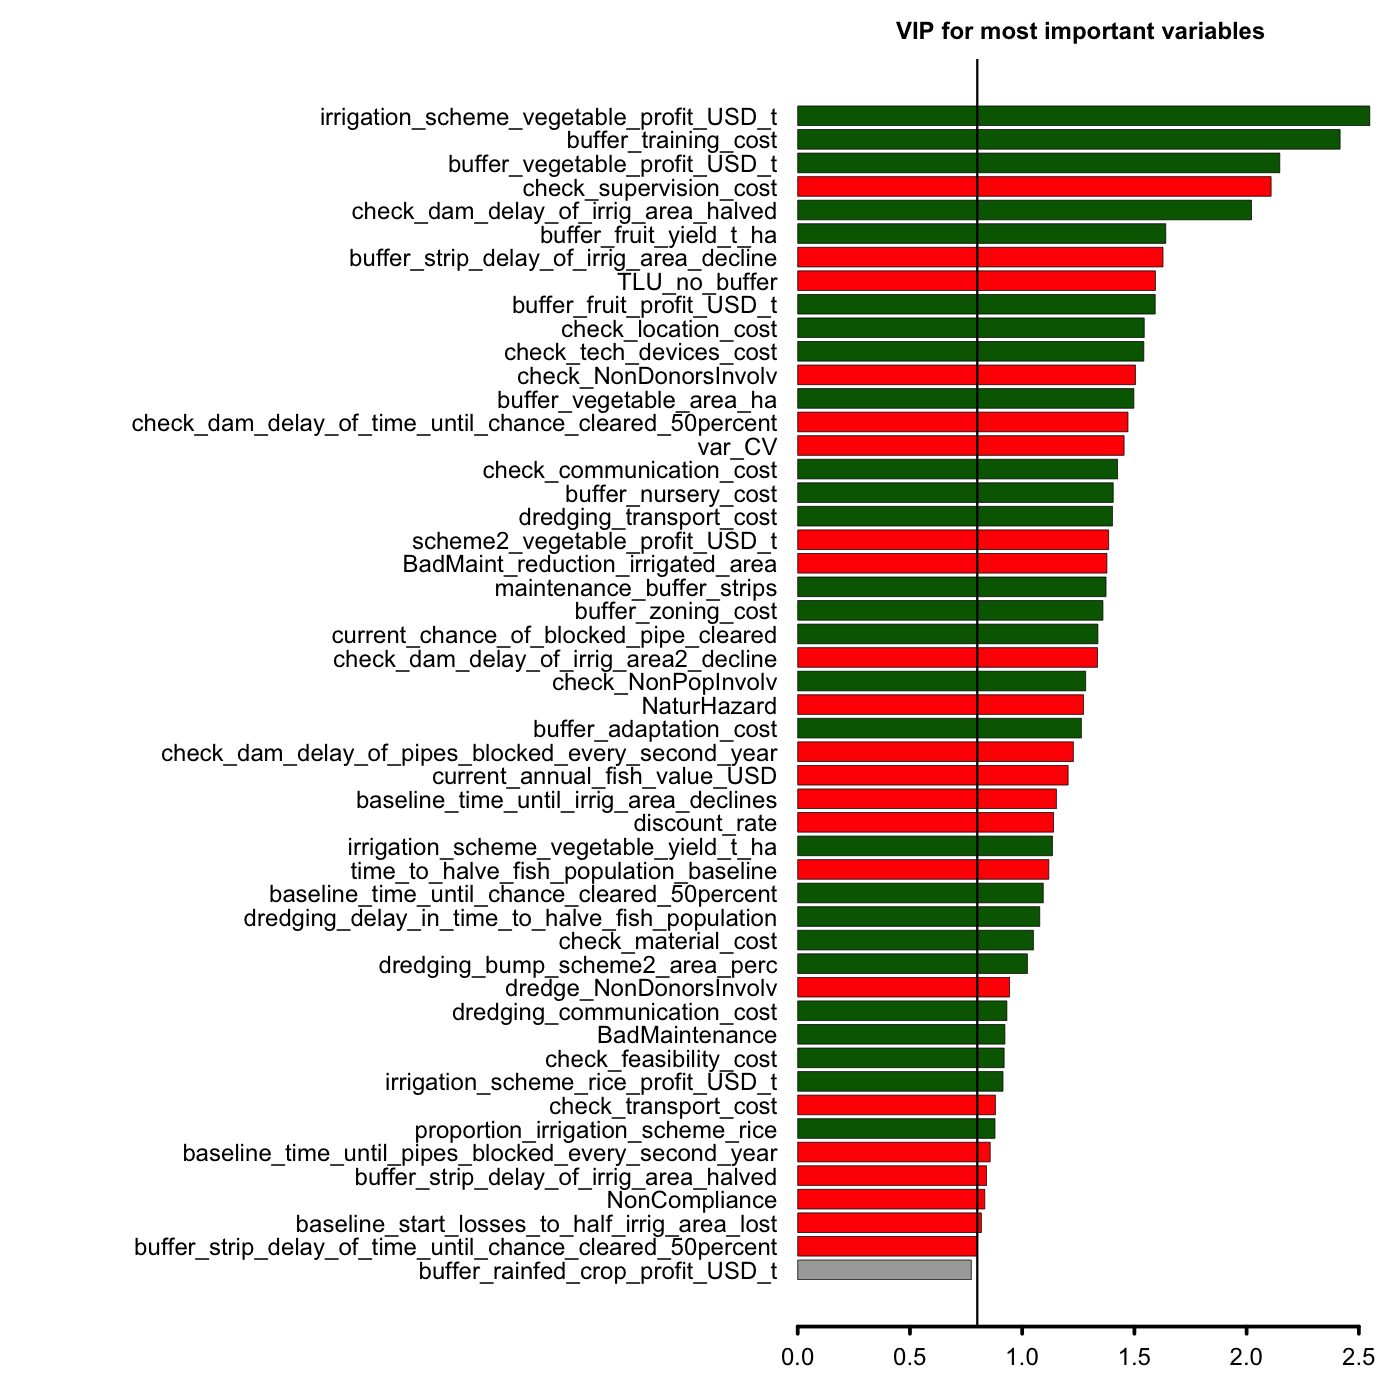 VIP for most important variables
irrigation_scheme_vegetable_profit_USD_t
buffer_training_cost
buffer_vegetable_profit_USD_t
check_supervision_cost
check_dam_delay_of_irrig_area_halved
buffer_fruit_yield_t_ha
buffer_strip_delay_of_irrig_area_decline
TLU_no_buffer
buffer_fruit_profit_USD_t
check_location_cost
check_tech_devices_cost
check_NonDonorsInvolv
buffer_vegetable_area_ha
check_dam_delay_of_time_until_chance_cleared_50percent
var_CV
check_communication_cost
buffer_nursery_cost
dredging_transport_cost
scheme2_vegetable_profit_USD_t
BadMaint_reduction_irrigated_area
maintenance_buffer_strips
buffer_zoning_cost
current_chance_of_blocked_pipe_cleared
check_dam_delay_of_irrig_area2_decline
check_NonPopInvolv
NaturHazard
buffer_adaptation_cost
check_dam_delay_of_pipes_blocked_every_second_year
current_annual_fish_value_USD
baseline_time_until_irrig_area_declines
discount_rate
irrigation_scheme_vegetable_yield_t_ha
time_to_halve_fish_population_baseline
baseline_time_until_chance_cleared_50percent
dredging_delay_in_time_to_halve_fish_population
check_material_cost
dredging_bump_scheme2_area_perc
dredge_NonDonorsInvolv
dredging_communication_cost
BadMaintenance
check_feasibility_cost
irrigation_scheme_rice_profit_USD_t
check_transport_cost
proportion_irrigation_scheme_rice
baseline_time_until_pipes_blocked_every_second_year
buffer_strip_delay_of_irrig_area_halved
NonCompliance
baseline_start_losses_to_half_irrig_area_lost
buffer_strip_delay_of_time_until_chance_cleared_50percent
buffer_rainfed_crop_profit_USD_t
0.0 0.5 1.0 1.5 2.0 2.5